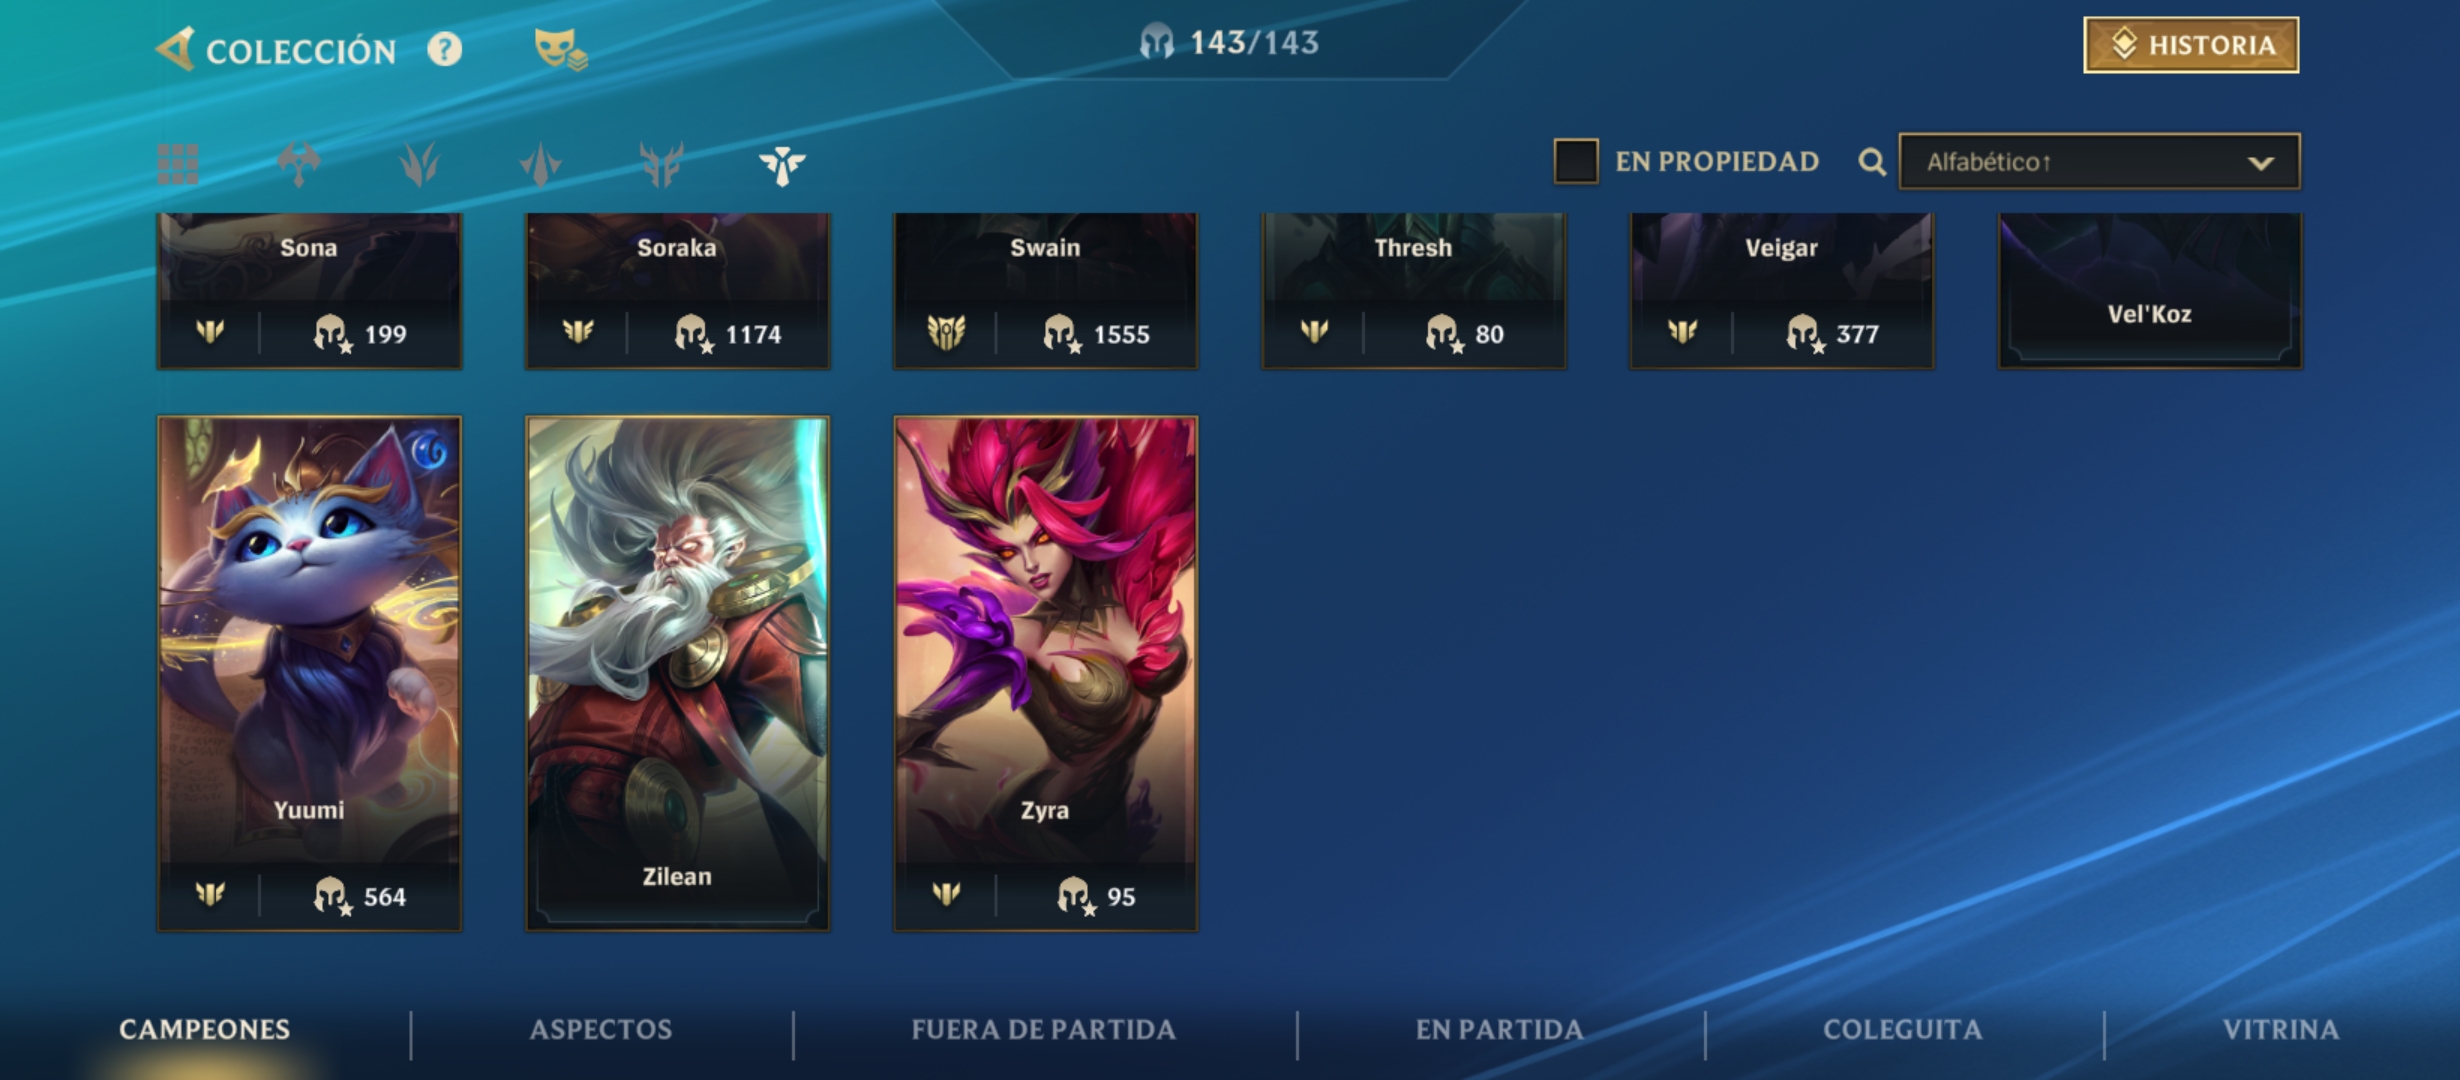 COLECCIÓN ?
143/143
HISTORIA
EN PROPIEDAD
Alfabético↑
Sona
Soraka
Swain
Thresh
Veigar
Vel'Koz
199
1174
1555
80
377
Yuumi
Zilean
Zyra
564
95
CAMPEONES
ASPECTOS
FUERA DE PARTIDA
EN PARTIDA
COLEGUITA
VITRINA